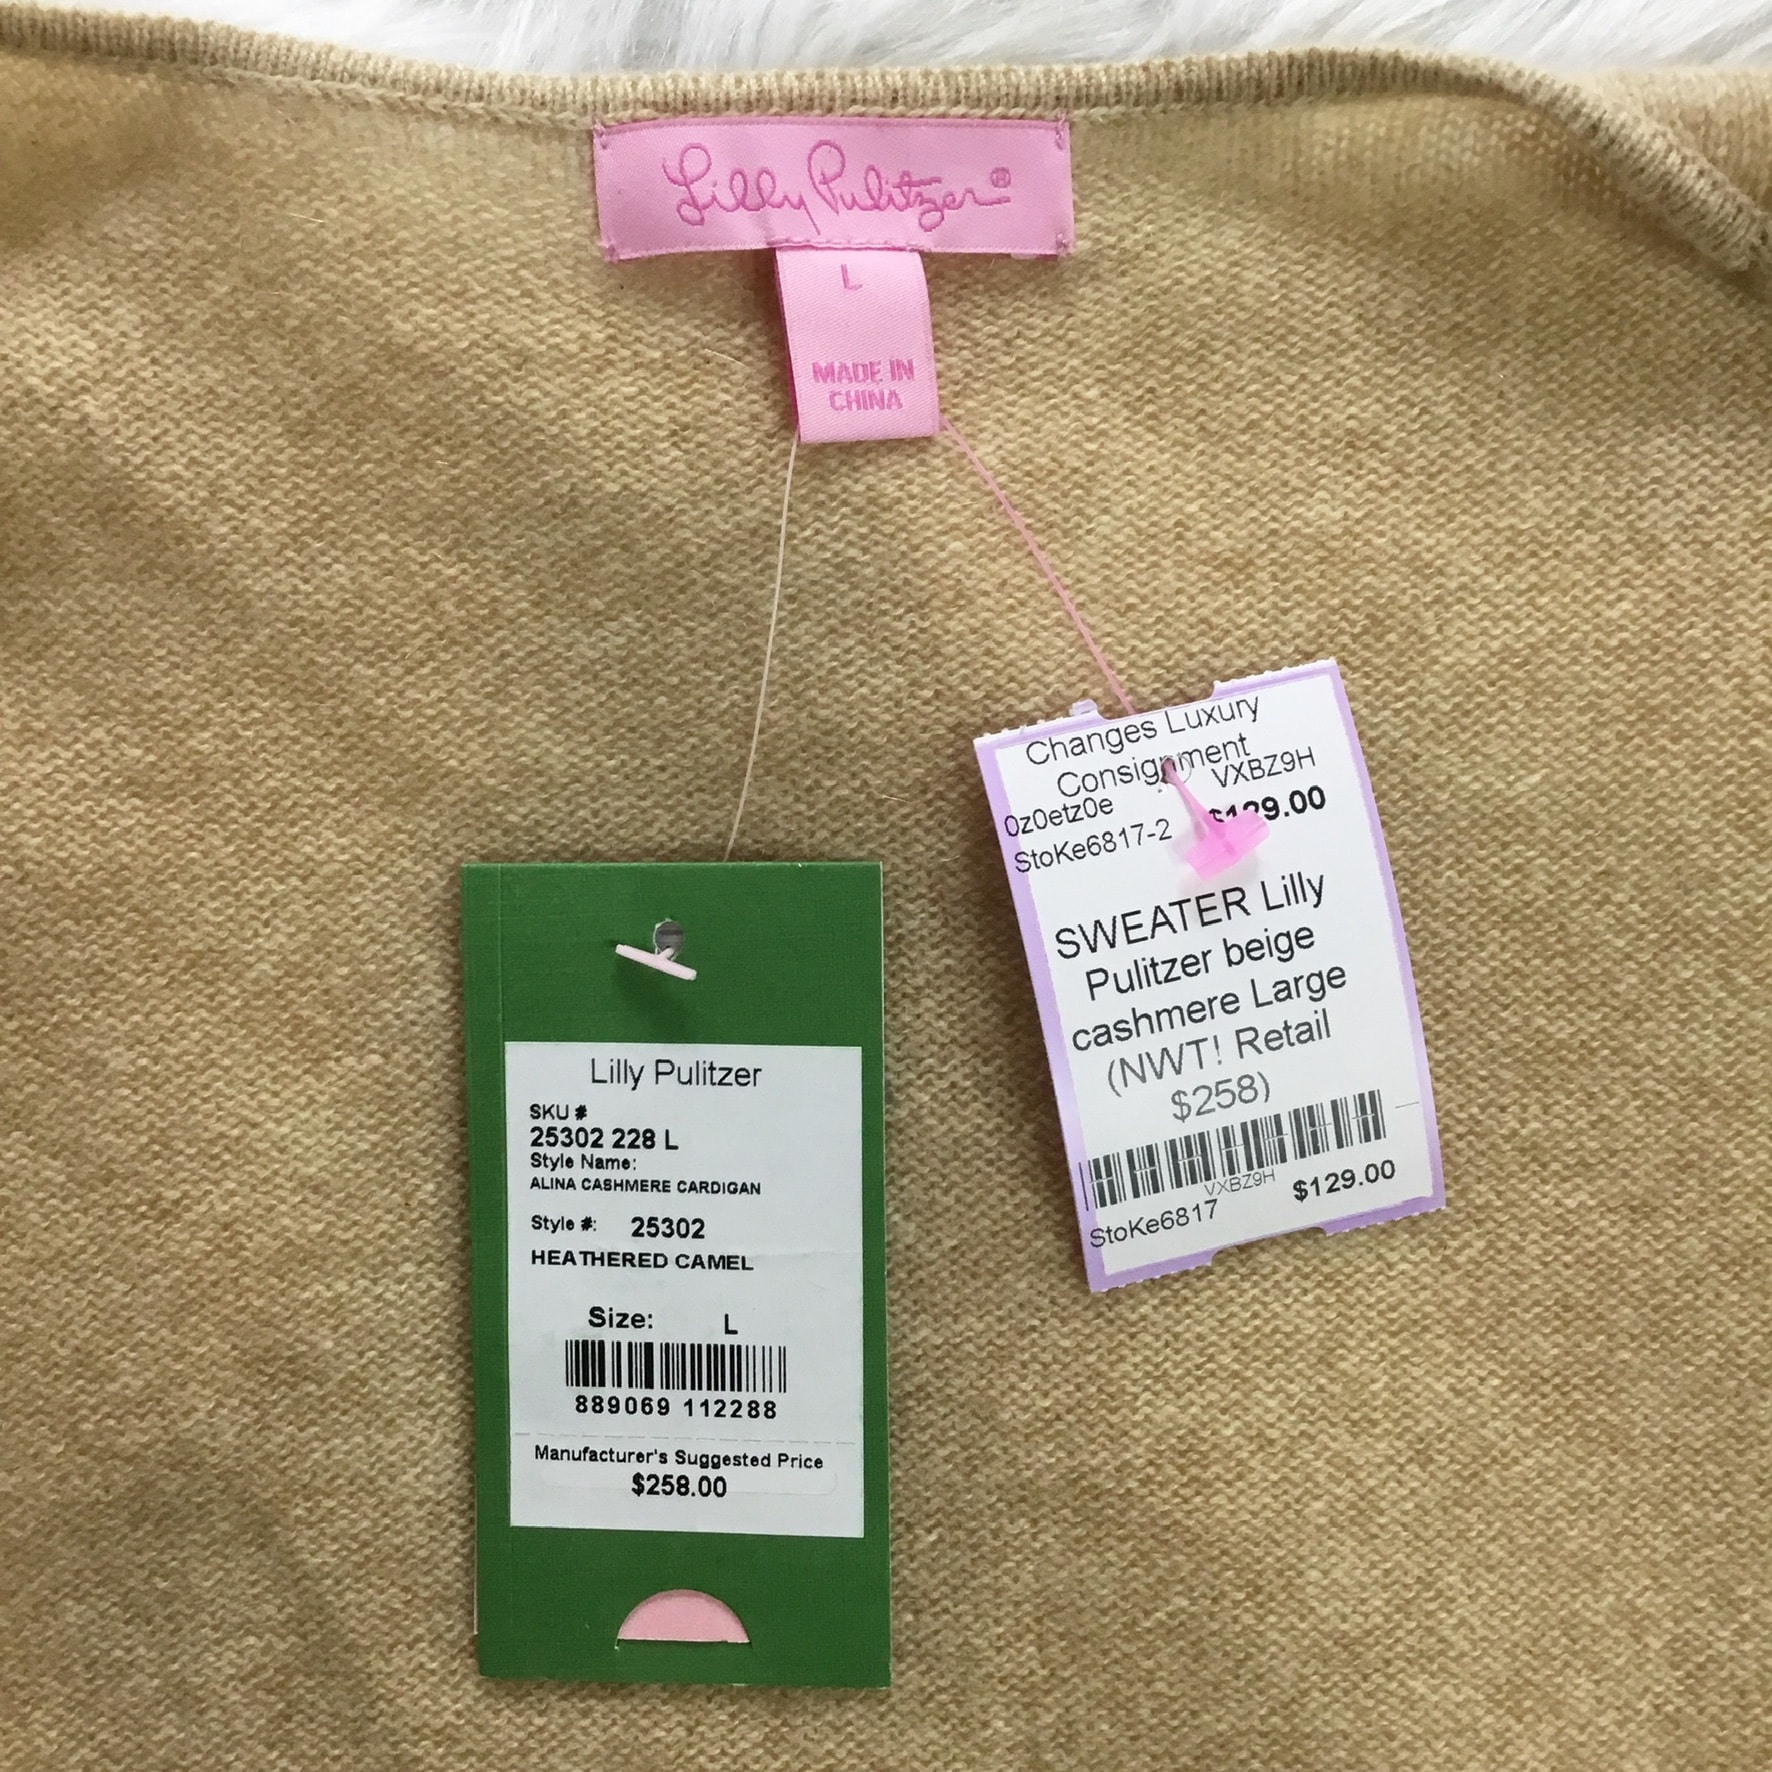 Lilly Pulitzer®
L
MADE IN
CHINA
Changes Luxury
Consignment
VXBZ9H
0z0etz0e
$129.00
StoKe6817-2
SWEATER Lilly
Pulitzer beige
cashmere Large
(NWT! Retail
$258)
VXBZ9H
$129.00
StoKe6817
Lilly Pulitzer
SKU #
25302 228 L
Style Name:
ALINA CASHMERE CARDIGAN
Style #: 25302
HEATHERED CAMEL
Size: L
889069 112288
Manufacturer's Suggested Price
$258.00